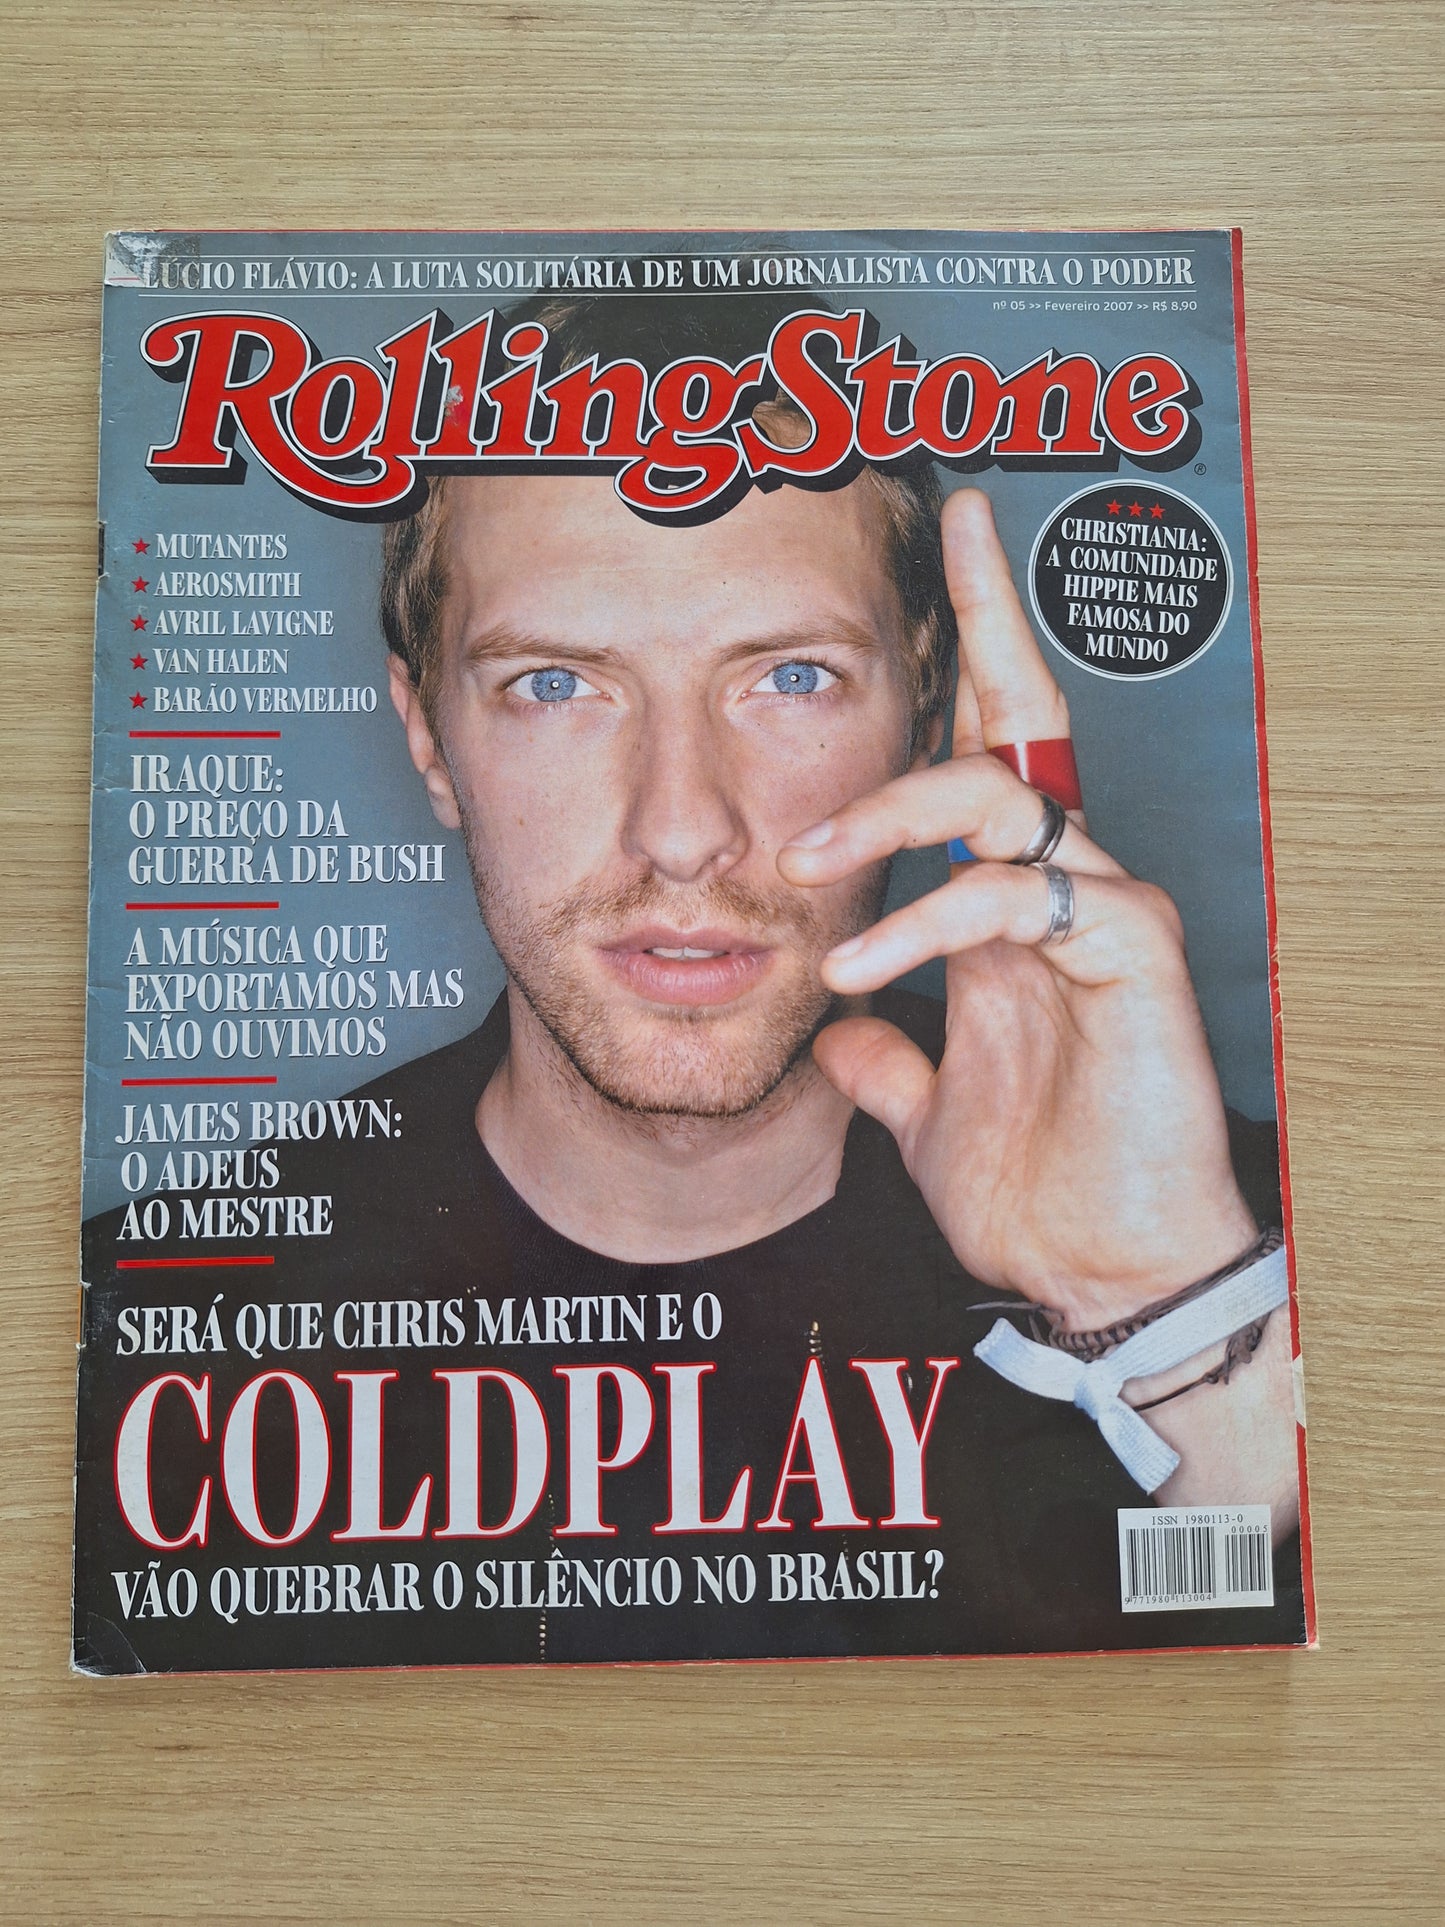 LÚCIO FLÁVIO: A LUTA SOLITÁRIA DE UM JORNALISTA CONTRA O PODER
nº 05 >> Fevereiro 2007 >> R$ 8,90
RollingStone
®
★ MUTANTES
★ AEROSMITH
★ AVRIL LAVIGNE
★ VAN HALEN
★ BARÃO VERMELHO
★★★
CHRISTIANIA:
A COMUNIDADE
HIPPIE MAIS
FAMOSA DO
MUNDO
IRAQUE:
O PREÇO DA
GUERRA DE BUSH
A MÚSICA QUE
EXPORTAMOS MAS
NÃO OUVIMOS
JAMES BROWN:
O ADEUS
AO MESTRE
SERÁ QUE CHRIS MARTIN E O
COLDPLAY
VÃO QUEBRAR O SILÊNCIO NO BRASIL?
ISSN 1980113-0
00005
9771980113004